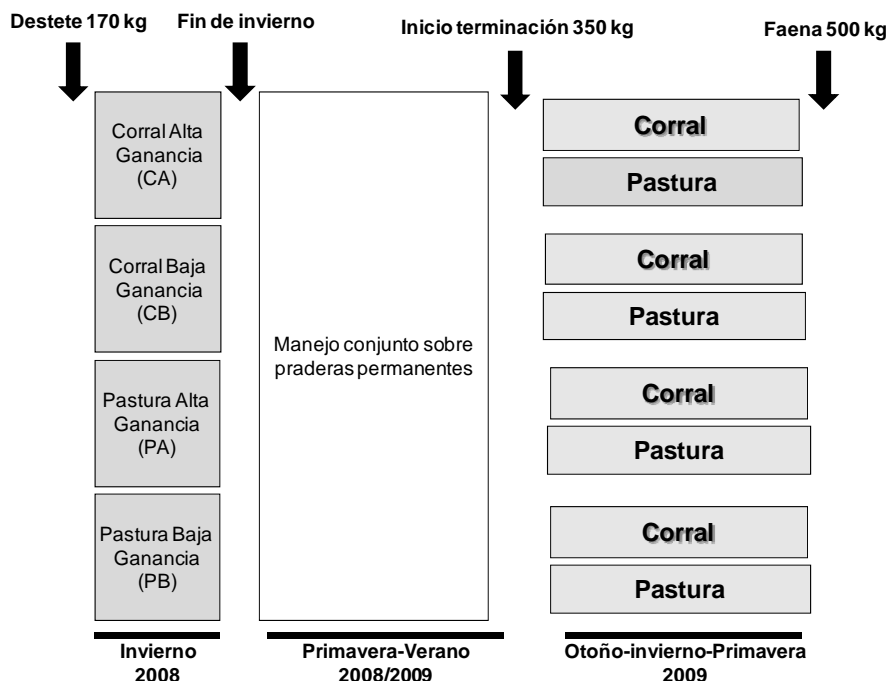 Destete 170 kg
Fin de invierno
Inicio terminación 350 kg
Faena 500 kg
Corral Alta
Ganancia
(CA)
Corral Baja
Ganancia
(CB)
Pastura Alta
Ganancia
(PA)
Pastura Baja
Ganancia
(PB)
Manejo conjunto sobre
praderas permanentes
Corral
Pastura
Corral
Pastura
Corral
Pastura
Corral
Pastura
Invierno
2008
Primavera-Verano
2008/2009
Otoño-invierno-Primavera
2009